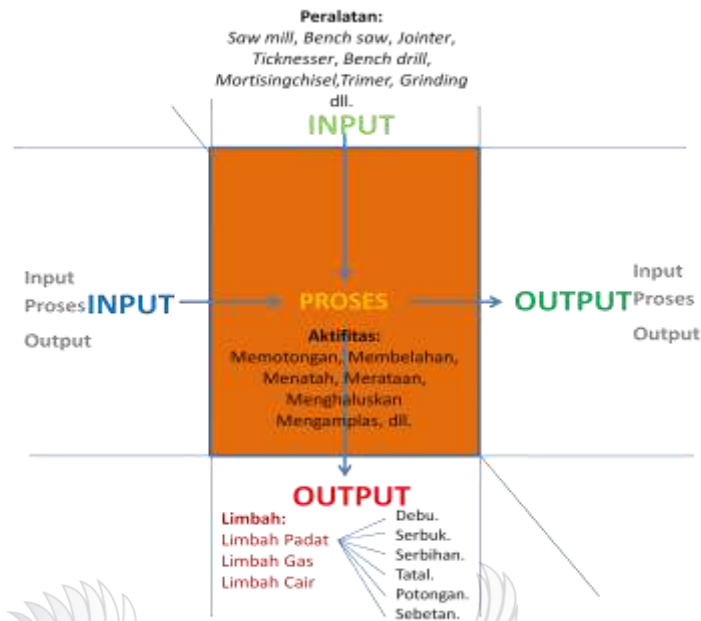 Peralatan:
Saw mill, Bench saw, Jointer,
Ticknesser, Bench drill,
Mortisingchisel,Trimer, Grinding
dll.
INPUT
Input
Proses
Output
INPUT
PROSES
OUTPUT
Input
Proses
Output
Aktifitas:
Memotongan, Membelahan,
Menatah, Merataan,
Menghaluskan
Mengamplas, dll.
OUTPUT
Limbah:
Limbah Padat
Limbah Gas
Limbah Cair
Debu.
Serbuk.
Serbihan.
Tatal.
Potongan.
Sebetan.